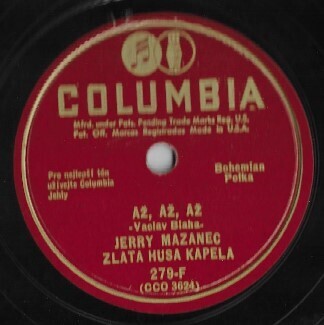 COLUMBIA
Mfrd. under Pats. Pending Trade Marks Reg. U.S.
Pat. Off. Marcas Registradas Made in U.S.A.
Pro nejlepší tón
užívejte Columbia
Jehly
Bohemian
Polka
AŽ, AŽ, AŽ
-Vaclav Blaha-
JERRY MAZANEC
ZLATA HUSA KAPELA
279-F
(CCO 3624)